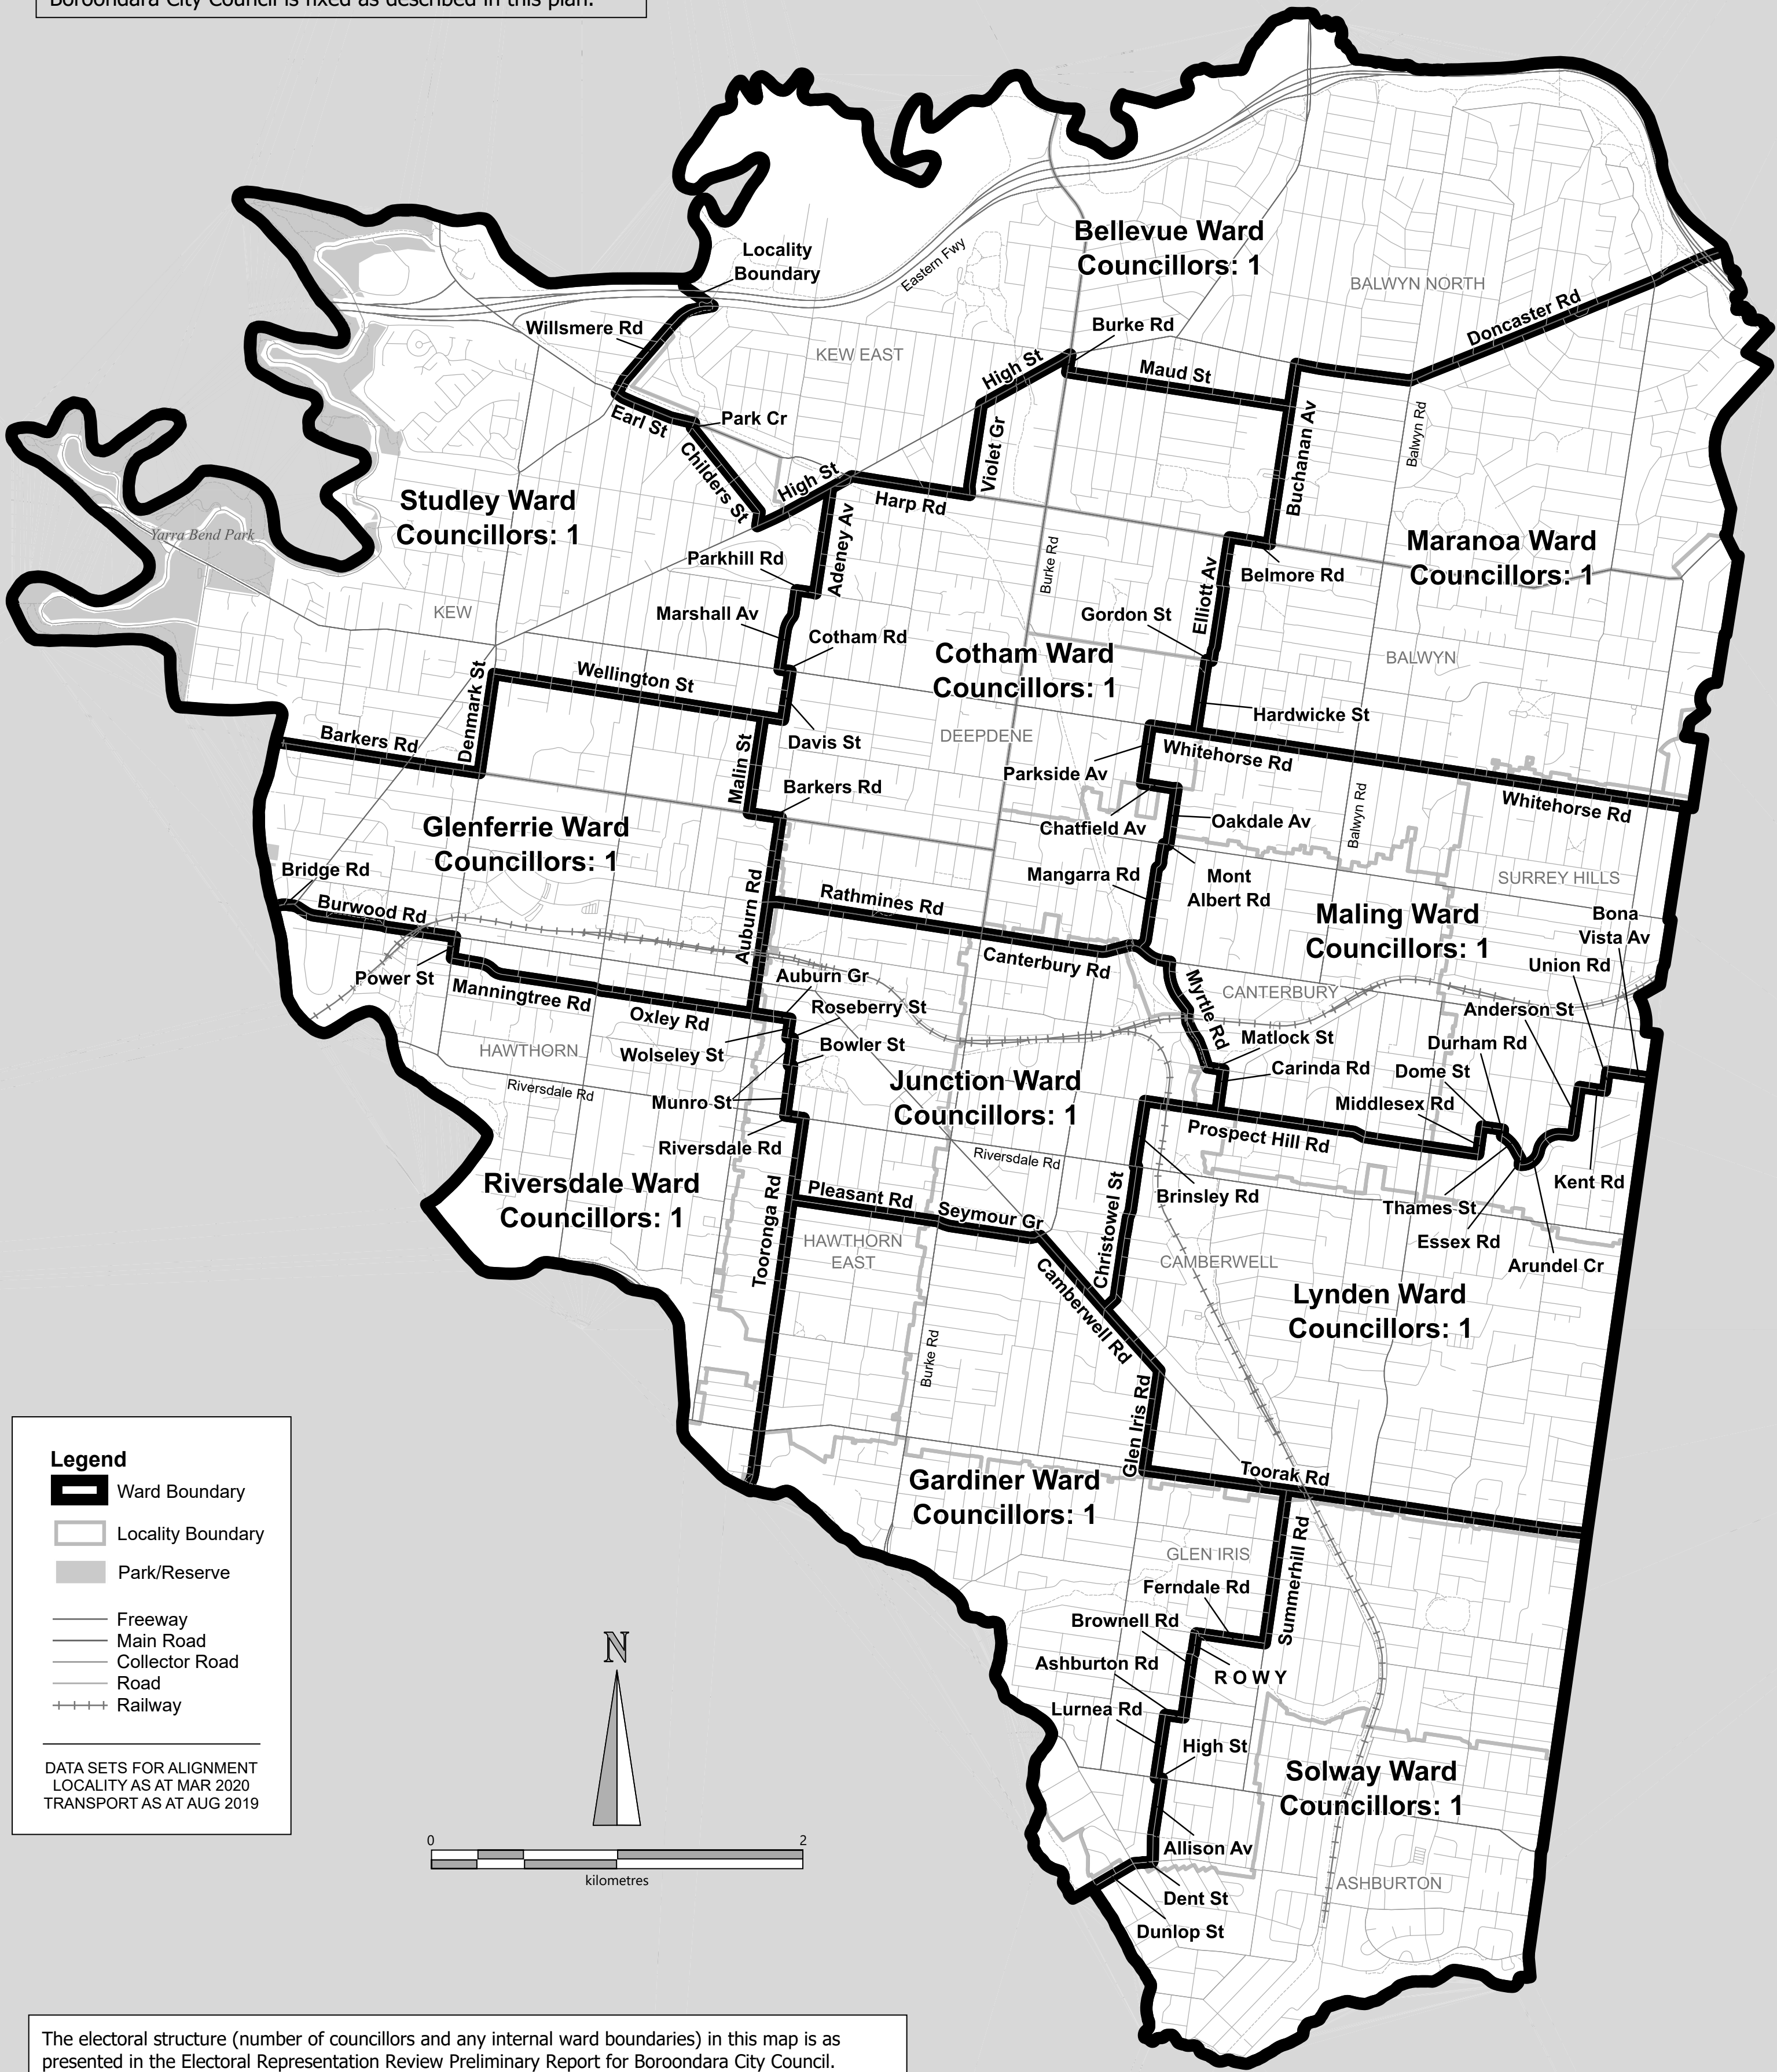 Boroondara City Council is fixed as described in this plan.
Locality
Boundary
Bellevue Ward
Councillors: 1
Eastern Fwy
BALWYN NORTH
Doncaster Rd
Willsmere Rd
KEW EAST
Burke Rd
High St
Maud St
Earl St
Park Cr
Childers St
High St
Harp Rd
Violet Gr
Buchanan Av
Balwyn Rd
Studley Ward
Councillors: 1
Yarra Bend Park
Maranoa Ward
Councillors: 1
Parkhill Rd
Adeney Av
Burke Rd
Belmore Rd
Elliott Av
Gordon St
KEW
Marshall Av
Cotham Rd
Cotham Ward
Councillors: 1
BALWYN
Denmark St
Wellington St
Hardwicke St
Barkers Rd
Malin St
Davis St
DEEPDENE
Whitehorse Rd
Parkside Av
Barkers Rd
Whitehorse Rd
Chatfield Av
Oakdale Av
Balwyn Rd
Glenferrie Ward
Councillors: 1
Bridge Rd
Mangarra Rd
Mont
Albert Rd
SURREY HILLS
Burwood Rd
Auburn Rd
Rathmines Rd
Maling Ward
Councillors: 1
Bona
Vista Av
Canterbury Rd
Union Rd
Power St
Auburn Gr
Manningtree Rd
Oxley Rd
Roseberry St
Myrtle Rd
CANTERBURY
Anderson St
Wolseley St
Bowler St
Matlock St
Durham Rd
HAWTHORN
Carinda Rd
Dome St
Junction Ward
Councillors: 1
Riversdale Rd
Munro St
Middlesex Rd
Prospect Hill Rd
Riversdale Rd
Riversdale Rd
Riversdale Ward
Councillors: 1
Tooronga Rd
Pleasant Rd
Seymour Gr
Christowel St
Brinsley Rd
Kent Rd
Thames St
Essex Rd
Arundel Cr
HAWTHORN
EAST
CAMBERWELL
Camberwell Rd
Lynden Ward
Councillors: 1
Burke Rd
Glen Iris Rd
Toorak Rd
Gardiner Ward
Councillors: 1
Summerhill Rd
GLEN IRIS
Ferndale Rd
Brownell Rd
Ashburton Rd
R O W Y
Lurnea Rd
High St
Solway Ward
Councillors: 1
Allison Av
ASHBURTON
Dent St
Dunlop St
Legend
Ward Boundary
Locality Boundary
Park/Reserve
Freeway
Main Road
Collector Road
Road
Railway
DATA SETS FOR ALIGNMENT
LOCALITY AS AT MAR 2020
TRANSPORT AS AT AUG 2019
N
0 2
kilometres
The electoral structure (number of councillors and any internal ward boundaries) in this map is as
presented in the Electoral Representation Review Preliminary Report for Boroondara City Council.